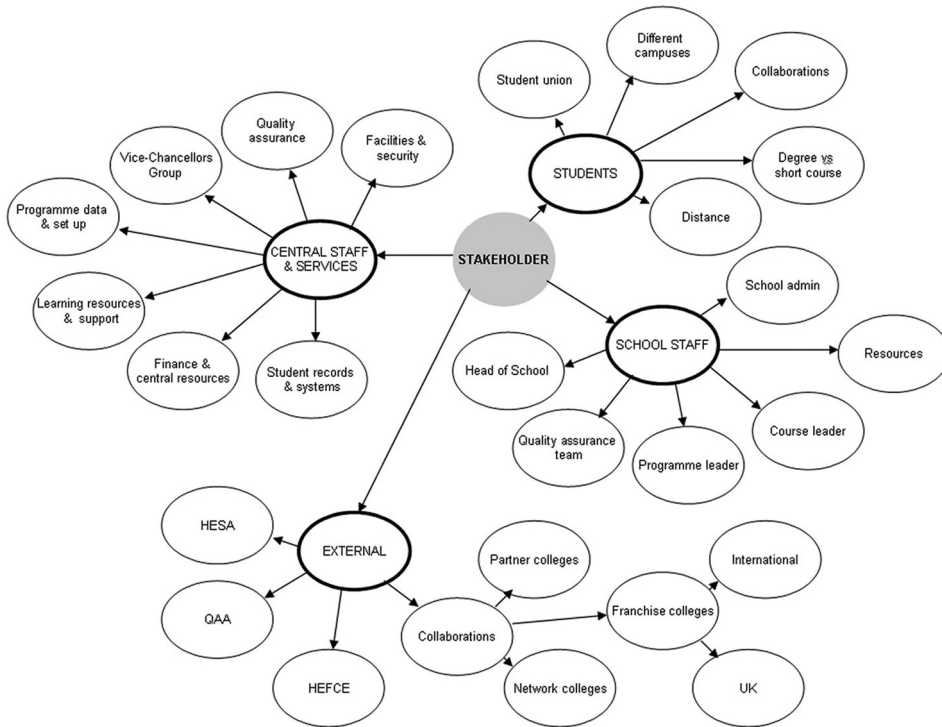 Different
campuses
Student union
Collaborations
Quality
assurance
Facilities &
security
Vice-Chancellors
Group
Degree vs
short course
STUDENTS
Programme data
& set up
Distance
CENTRAL STAFF
& SERVICES
STAKEHOLDER
School admin
Learning resources
& support
SCHOOL STAFF
Resources
Finance &
central resources
Student records
& systems
Head of School
Course leader
Quality assurance
team
Programme leader
HESA
EXTERNAL
Partner colleges
International
QAA
Collaborations
Franchise colleges
HEFCE
Network colleges
UK